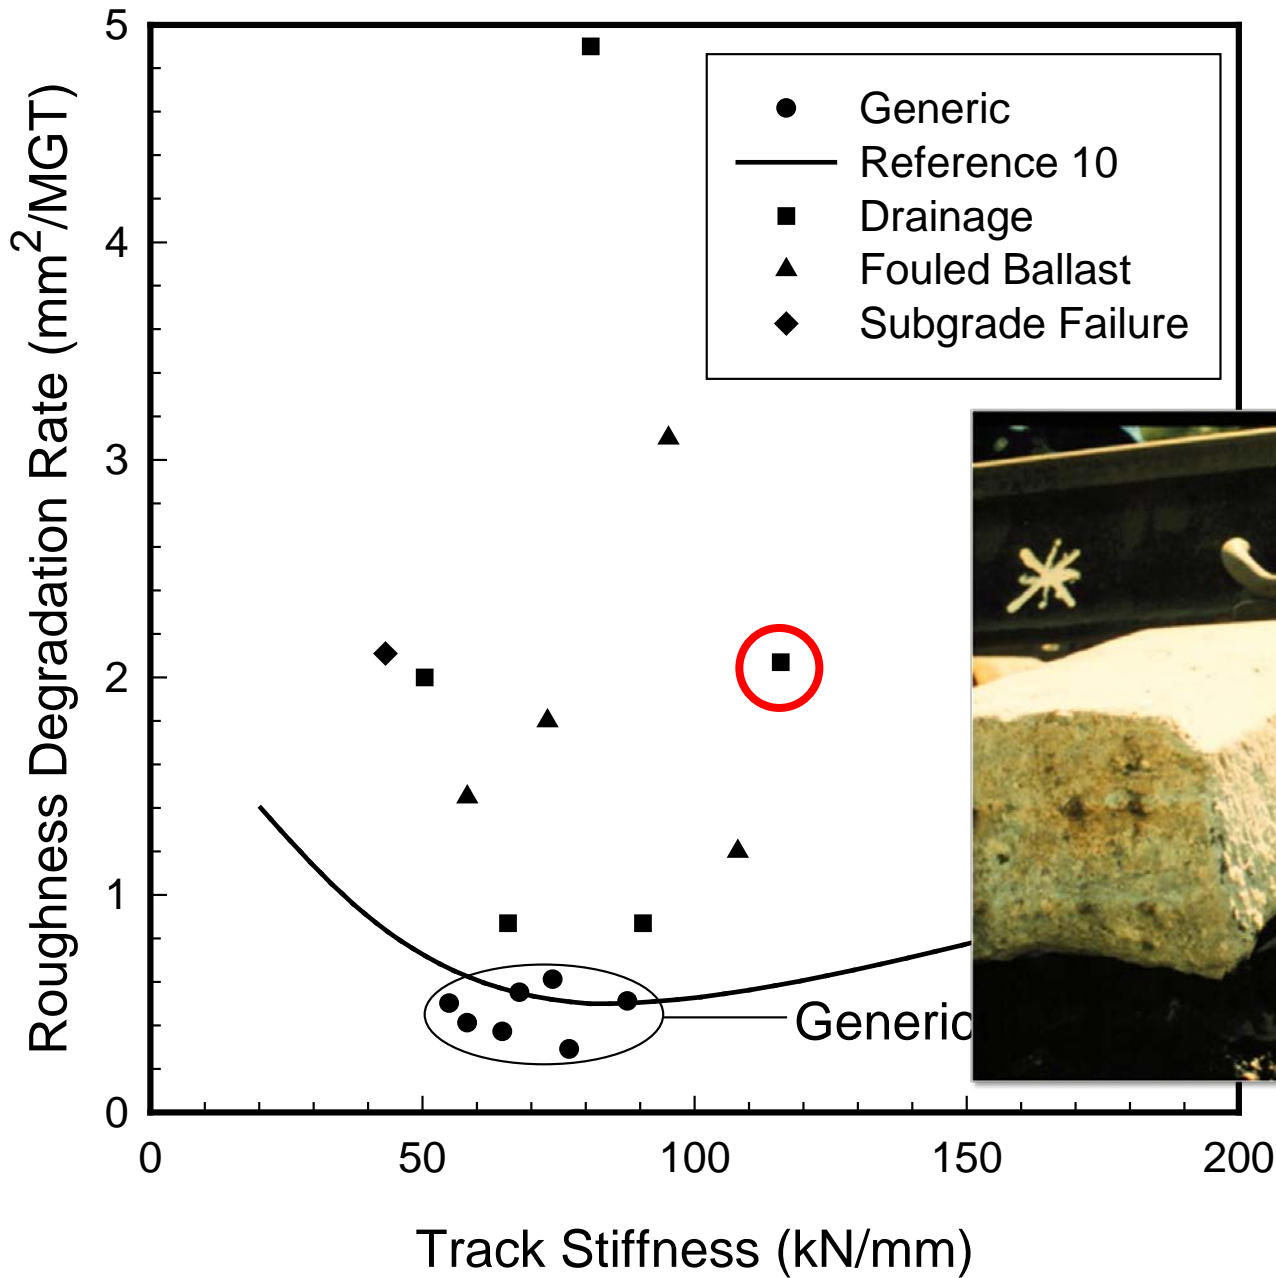 5
4
3
2
1
0
Roughness Degradation Rate (mm²/MGT)
Generic
Reference 10
Drainage
Fouled Ballast
Subgrade Failure
Generic
0 50 100 150 200
Track Stiffness (kN/mm)